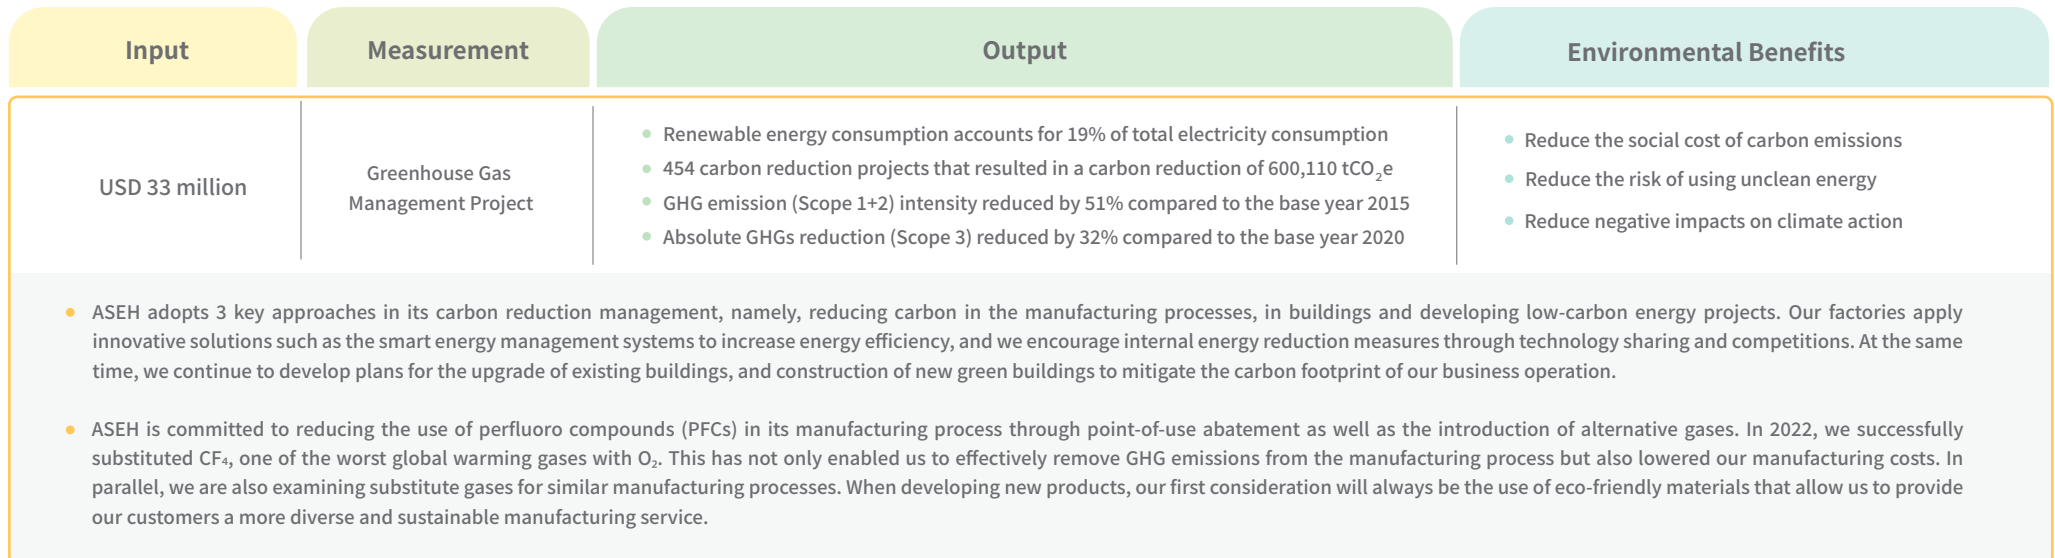 Input
Measurement
Output
Environmental Benefits
USD 33 million
Greenhouse Gas
Management Project
Renewable energy consumption accounts for 19% of total electricity consumption
454 carbon reduction projects that resulted in a carbon reduction of 600,110 tCO₂e
GHG emission (Scope 1+2) intensity reduced by 51% compared to the base year 2015
Absolute GHGs reduction (Scope 3) reduced by 32% compared to the base year 2020
Reduce the social cost of carbon emissions
Reduce the risk of using unclean energy
Reduce negative impacts on climate action
ASEH adopts 3 key approaches in its carbon reduction management, namely, reducing carbon in the manufacturing processes, in buildings and developing low-carbon energy projects. Our factories apply
innovative solutions such as the smart energy management systems to increase energy efficiency, and we encourage internal energy reduction measures through technology sharing and competitions. At the same
time, we continue to develop plans for the upgrade of existing buildings, and construction of new green buildings to mitigate the carbon footprint of our business operation.
ASEH is committed to reducing the use of perfluoro compounds (PFCs) in its manufacturing process through point-of-use abatement as well as the introduction of alternative gases. In 2022, we successfully
substituted CF₄, one of the worst global warming gases with O₂. This has not only enabled us to effectively remove GHG emissions from the manufacturing process but also lowered our manufacturing costs. In
parallel, we are also examining substitute gases for similar manufacturing processes. When developing new products, our first consideration will always be the use of eco-friendly materials that allow us to provide
our customers a more diverse and sustainable manufacturing service.